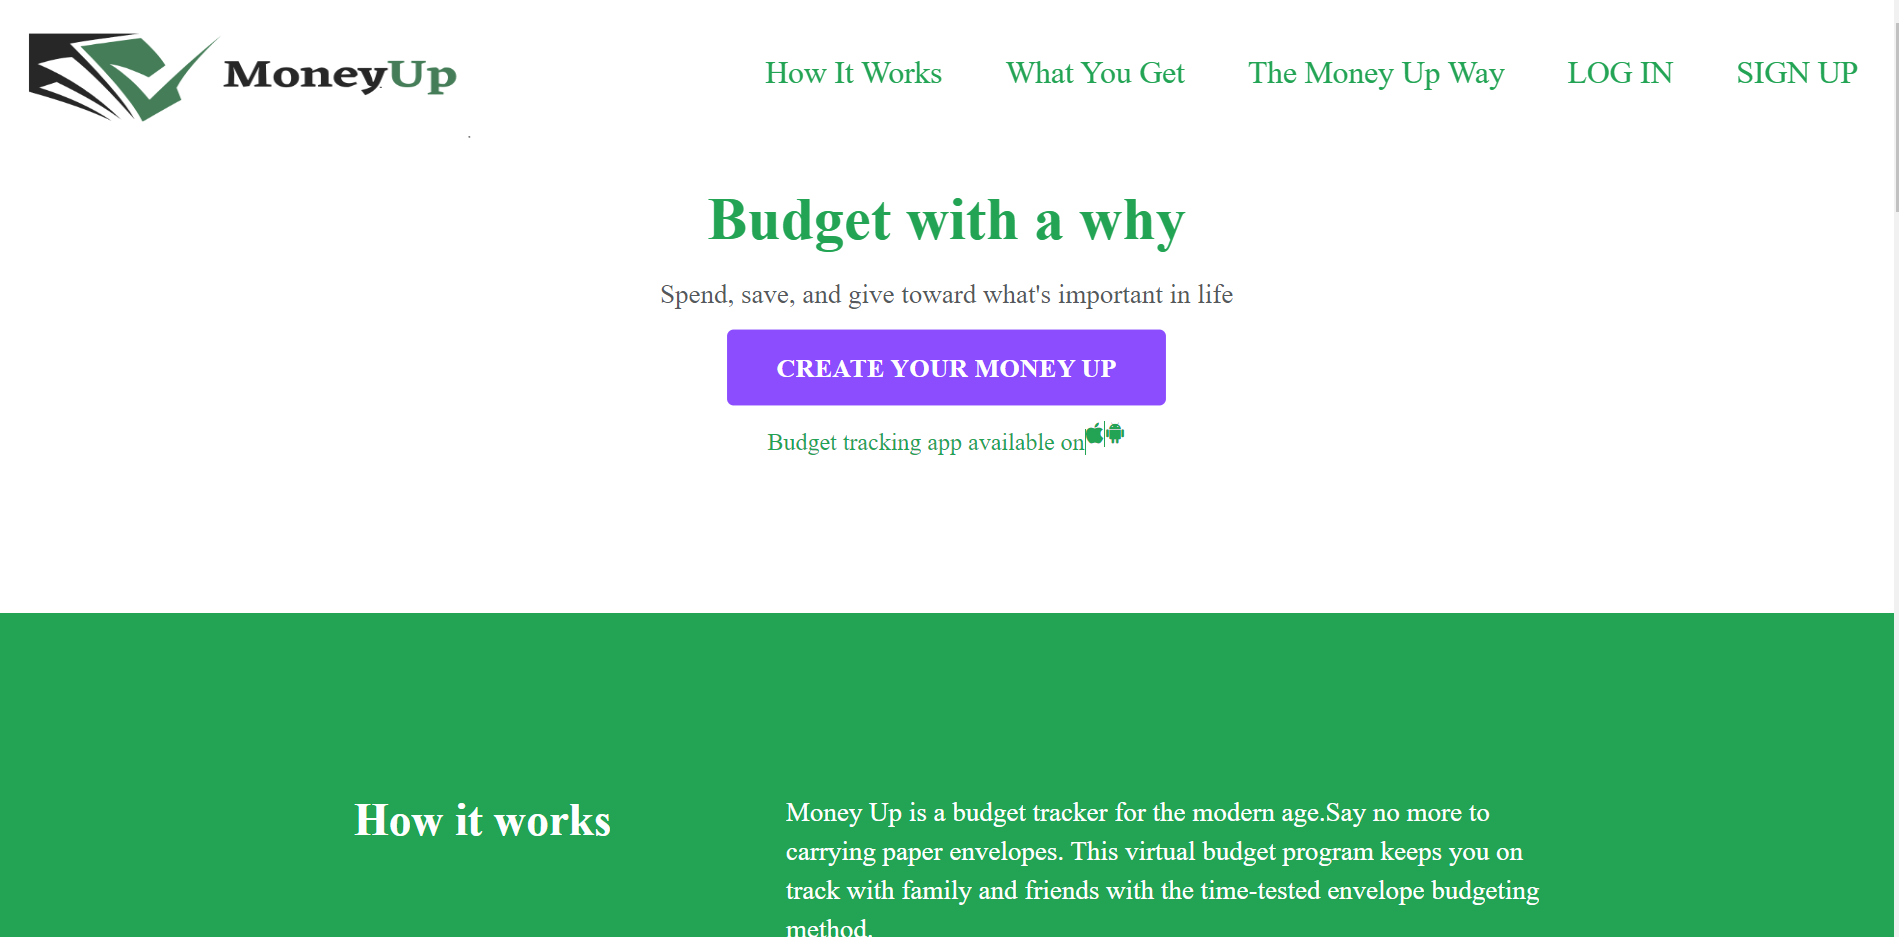 MoneyUp
How It Works
What You Get
The Money Up Way
LOG IN
SIGN UP
Budget with a why
Spend, save, and give toward what's important in life
CREATE YOUR MONEY UP
Budget tracking app available on
How it works
Money Up is a budget tracker for the modern age.Say no more to
carrying paper envelopes. This virtual budget program keeps you on
track with family and friends with the time-tested envelope budgeting
method.